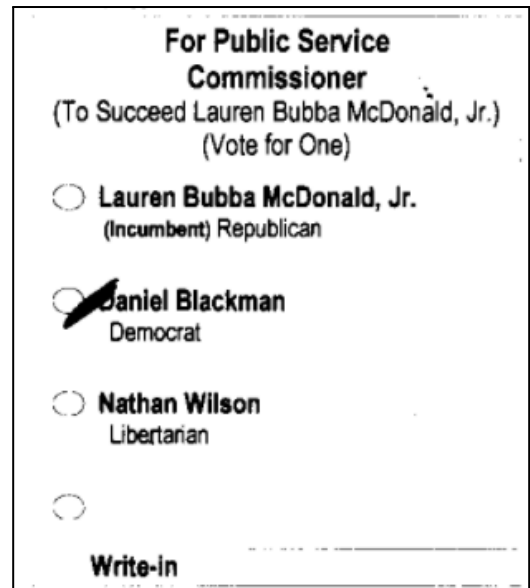 For Public Service
Commissioner
(To Succeed Lauren Bubba McDonald, Jr.)
(Vote for One)
Lauren Bubba McDonald, Jr.
(Incumbent) Republican
Daniel Blackman
Democrat
Nathan Wilson
Libertarian
Write-in